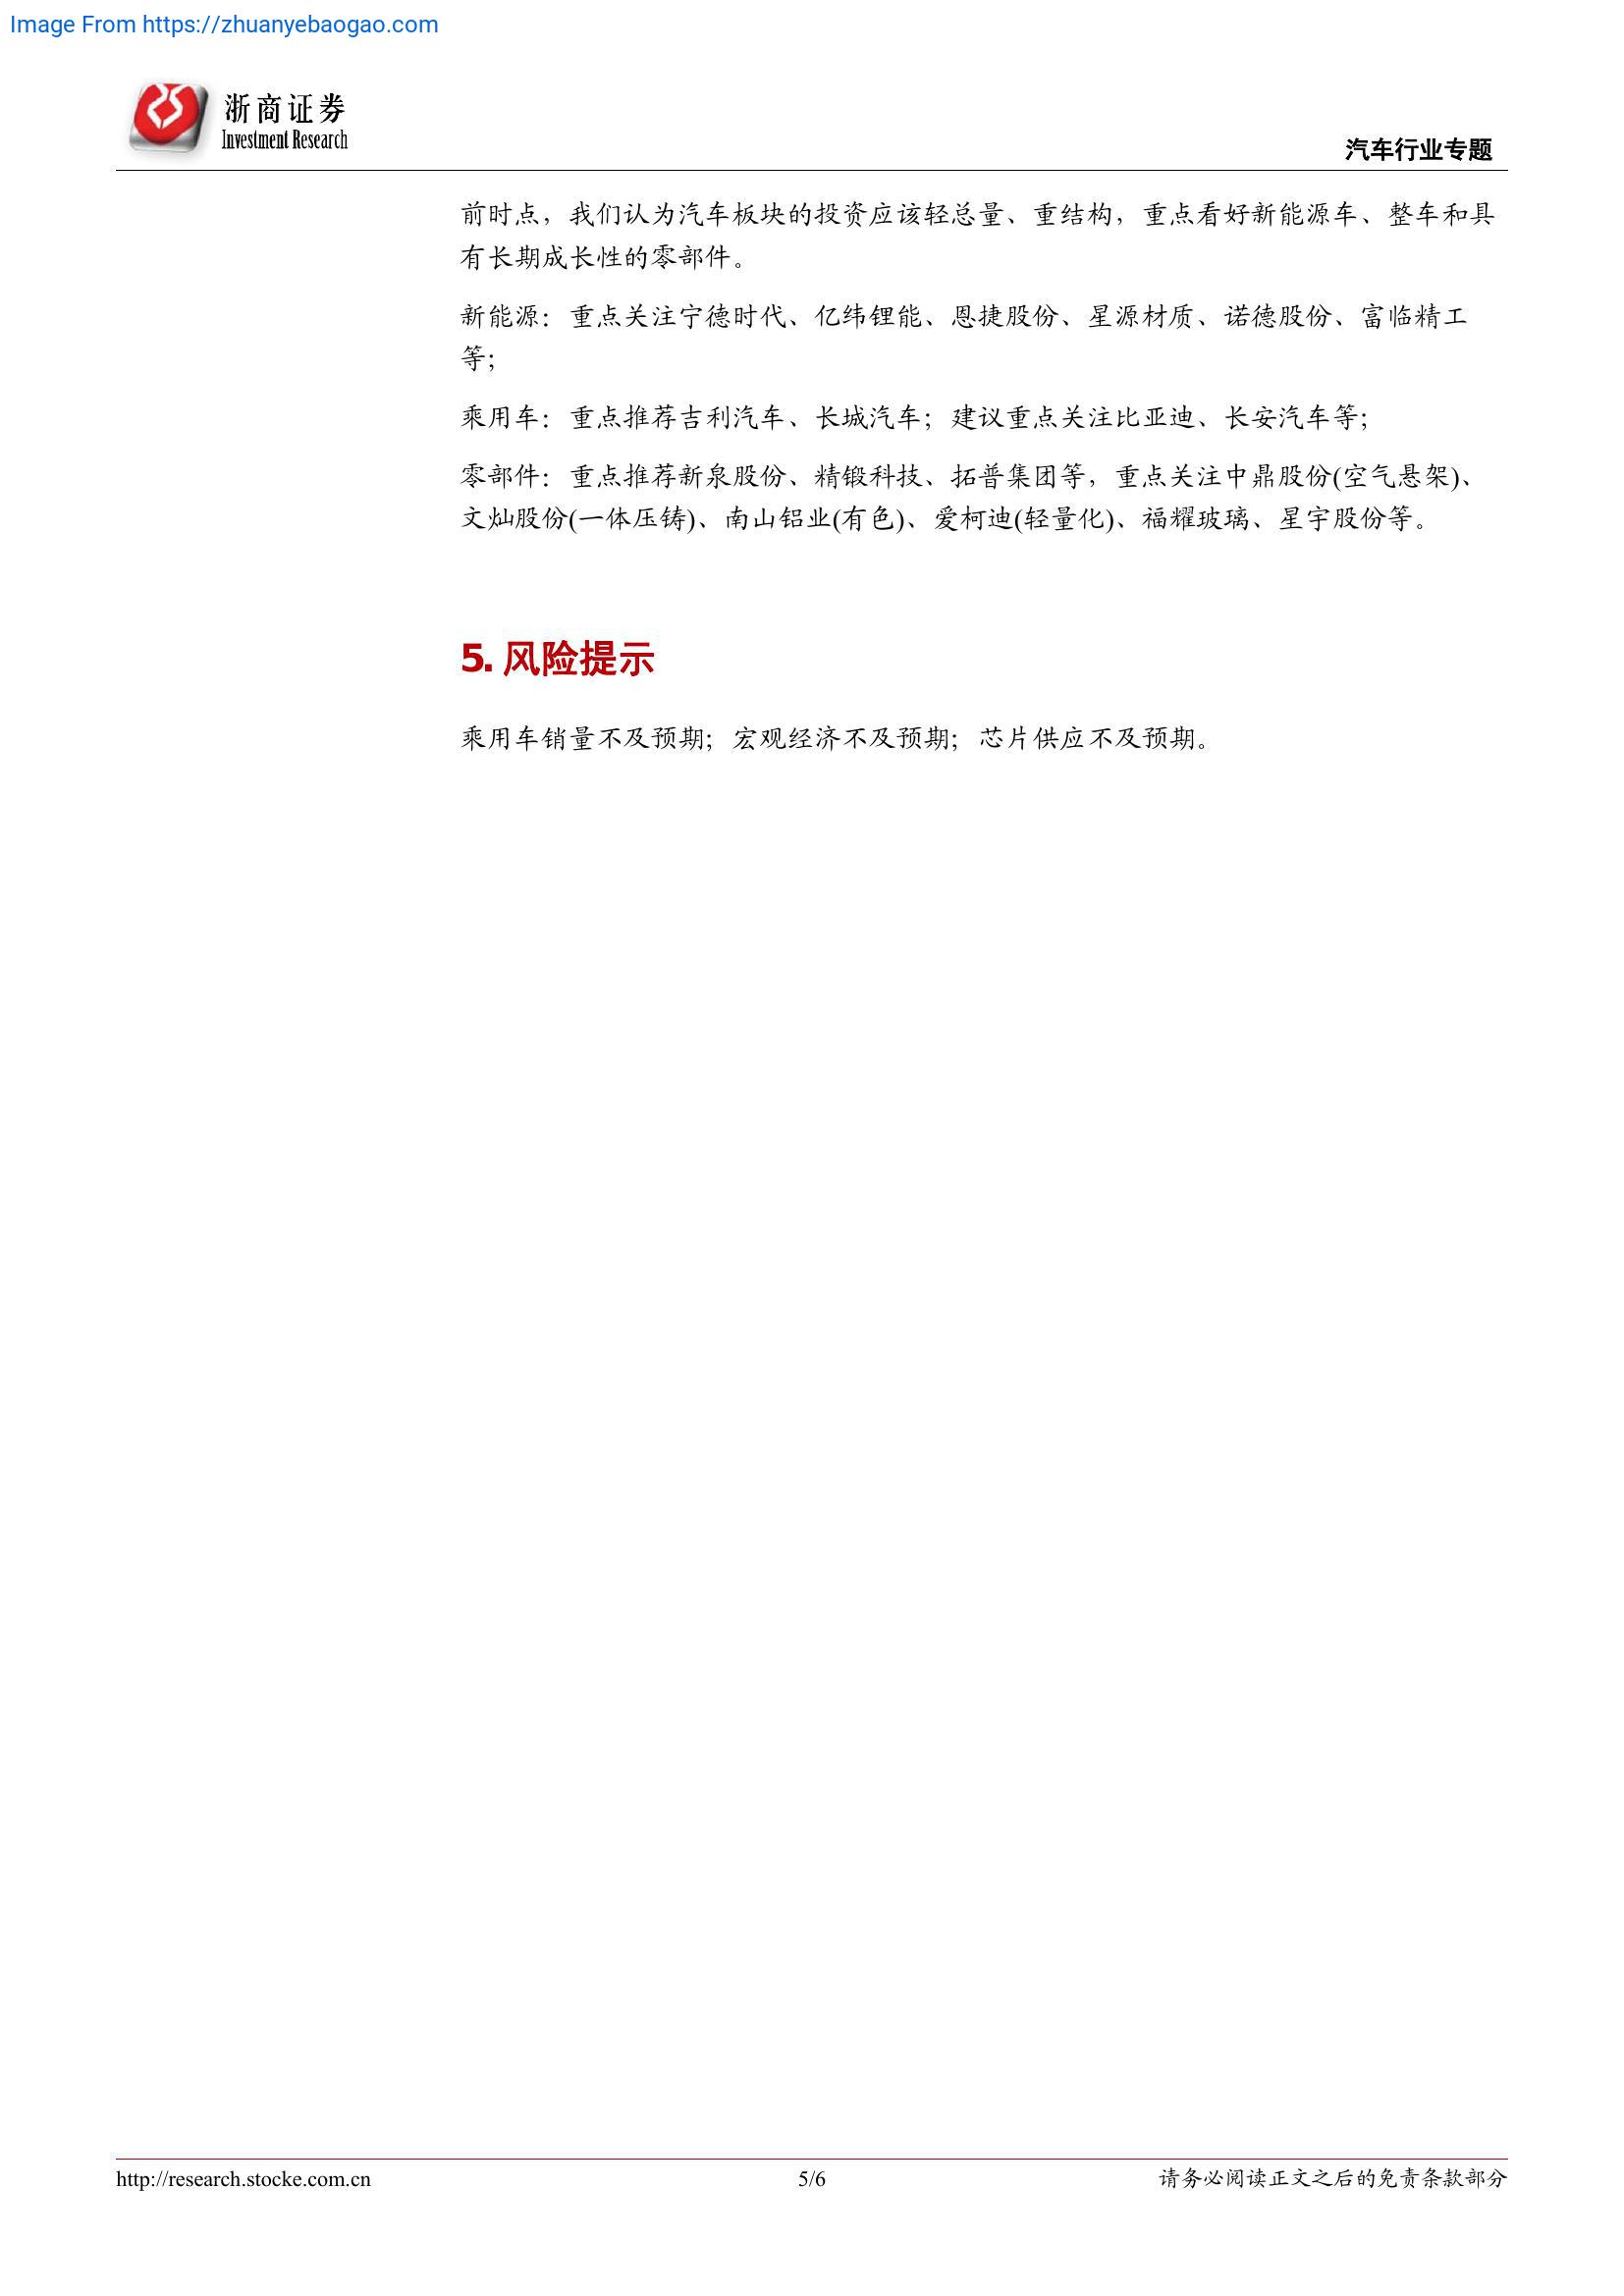 Image From https://zhuanyebaogao.com
浙商证券
Investment Research
汽车行业专题
前时点，我们认为汽车板块的投资应该轻总量、重结构，重点看好新能源车、整车和具
有长期成长性的零部件。
新能源：重点关注宁德时代、亿纬锂能、恩捷股份、星源材质、诺德股份、富临精工
等；
乘用车：重点推荐吉利汽车、长城汽车；建议重点关注比亚迪、长安汽车等；
零部件：重点推荐新泉股份、精锻科技、拓普集团等，重点关注中鼎股份(空气悬架)、
文灿股份(一体压铸)、南山铝业(有色)、爱柯迪(轻量化)、福耀玻璃、星宇股份等。
5. 风险提示
乘用车销量不及预期；宏观经济不及预期；芯片供应不及预期。
http://research.stocke.com.cn
5/6
请务必阅读正文之后的免责条款部分